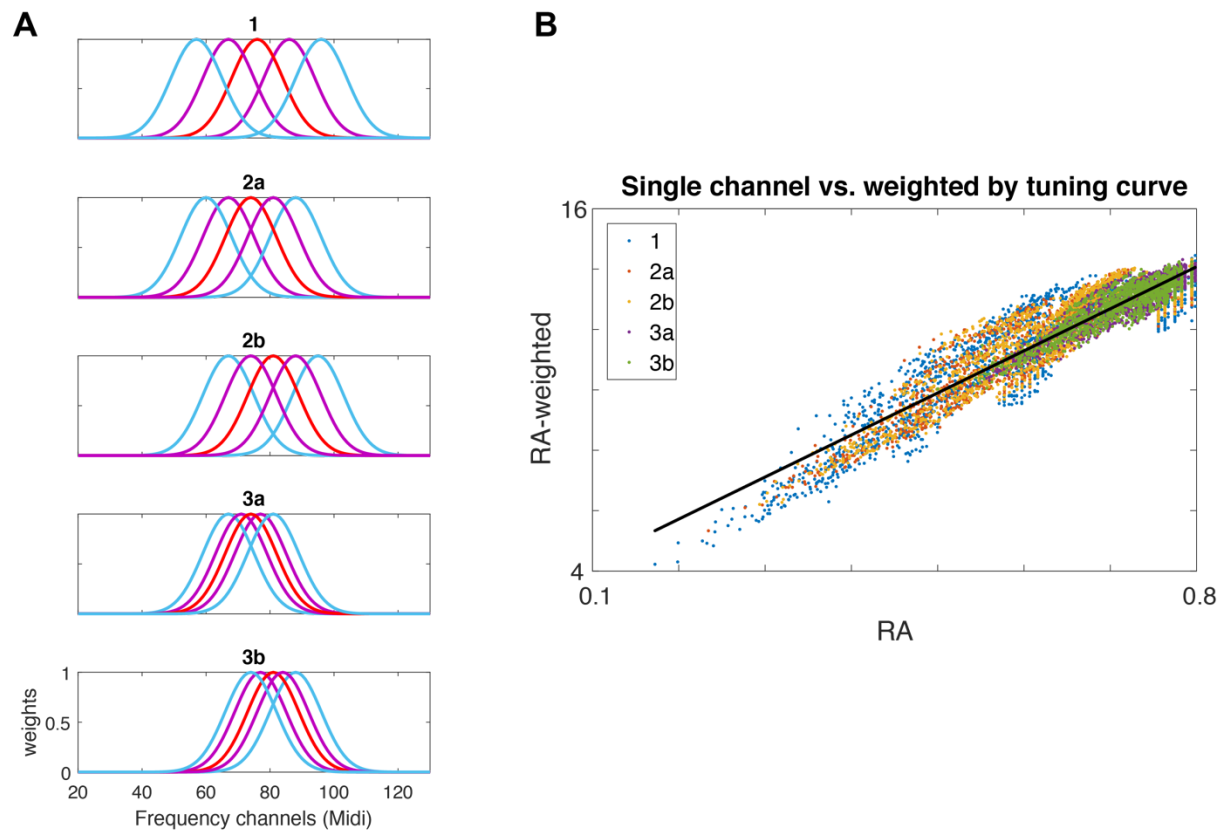 A
1
2a
2b
3a
3b
1
0.5
0
weights
20 40 60 80 100 120
Frequency channels (Midi)
B
Single channel vs. weighted by tuning curve
16
1
2a
2b
3a
3b
RA-weighted
4
0.1 0.8
RA